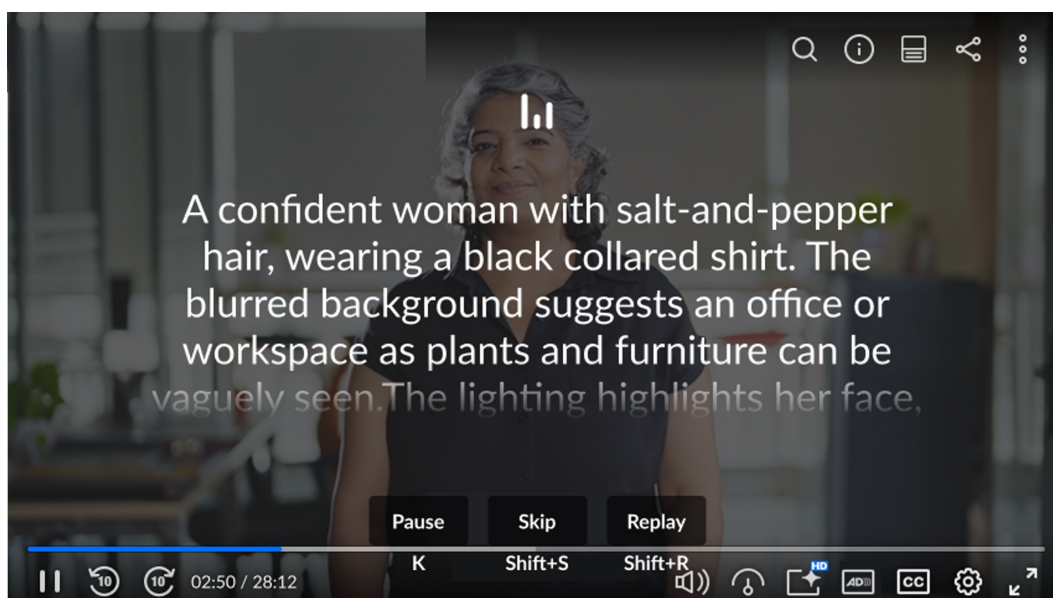 A confident woman with salt-and-pepper
hair, wearing a black collared shirt. The
blurred background suggests an office or
workspace as plants and furniture can be
vaguely seen.The lighting highlights her face,
Pause Skip Replay
K Shift+S Shift+R
10 10 02:50 / 28:12 HD AD CC